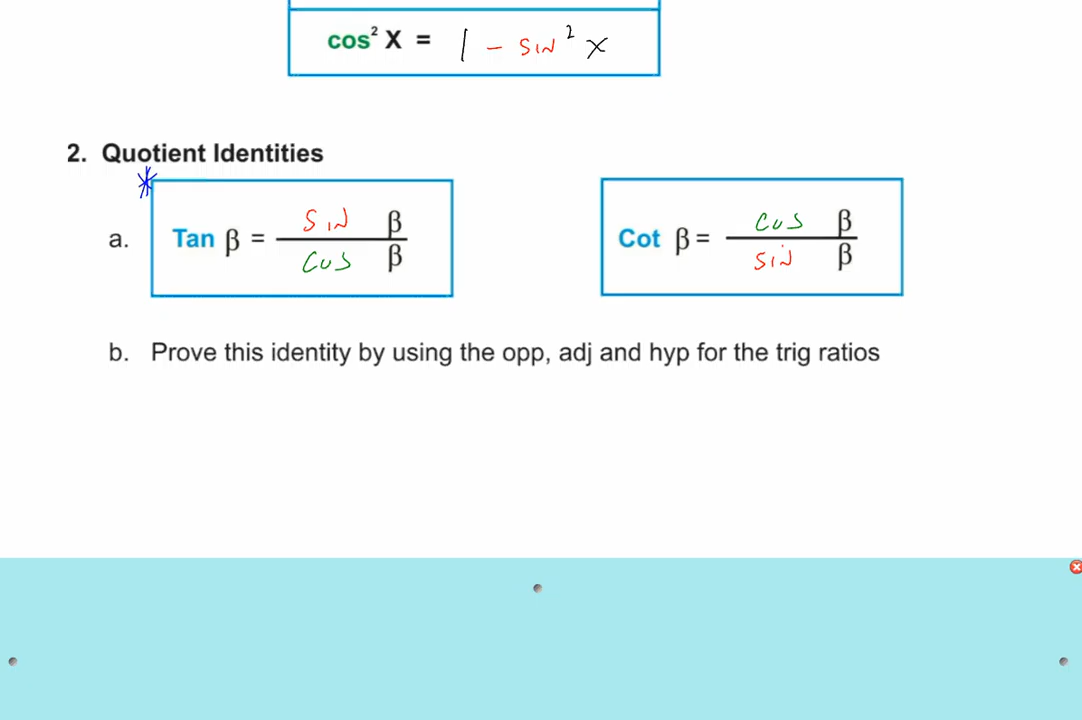 cos² X = 1 - sin² x
2. Quotient Identities
*
a. Tan β = sin β / cos β
Cot β = cos β / sin β
b. Prove this identity by using the opp, adj and hyp for the trig ratios